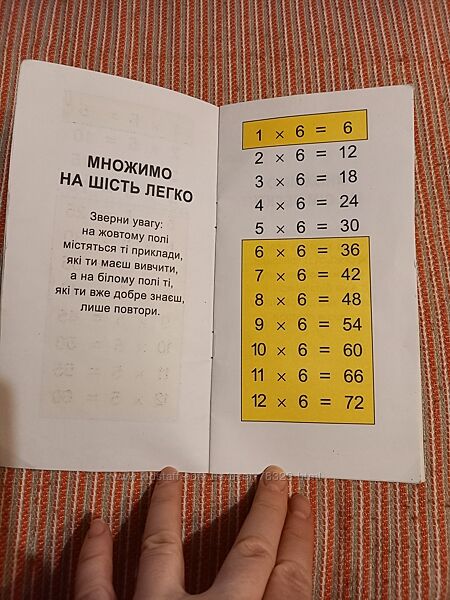 МНОЖИМО
НА ШІСТЬ ЛЕГКО
Зверни увагу:
на жовтому полі
містяться ті приклади,
які ти маєш вивчити,
а на білому полі ті,
які ти вже добре знаєш,
лише повтори.
1 × 6 = 6
2 × 6 = 12
3 × 6 = 18
4 × 6 = 24
5 × 6 = 30
6 × 6 = 36
7 × 6 = 42
8 × 6 = 48
9 × 6 = 54
10 × 6 = 60
11 × 6 = 66
12 × 6 = 72